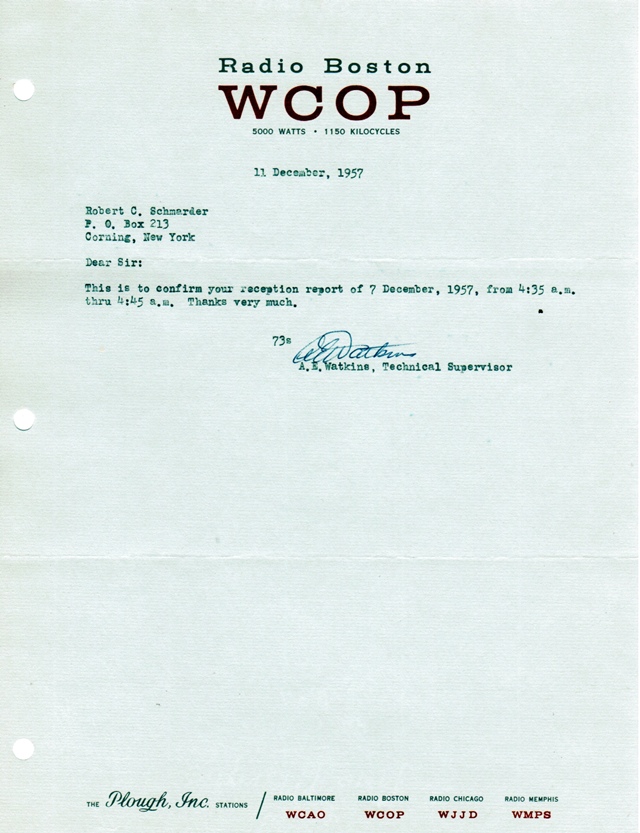 Radio Boston
WCOP
5000 WATTS • 1150 KILOCYCLES
11 December, 1957
Robert C. Schmarder
P. O. Box 213
Corning, New York
Dear Sir:
This is to confirm your reception report of 7 December, 1957, from 4:35 a.m.
thru 4:45 a.m. Thanks very much.
73s
AEWatkins
A.E.Watkins, Technical Supervisor
THE Plough, Inc. STATIONS / RADIO BALTIMORE RADIO BOSTON RADIO CHICAGO RADIO MEMPHIS
WCAO WCOP WJJD WMPS